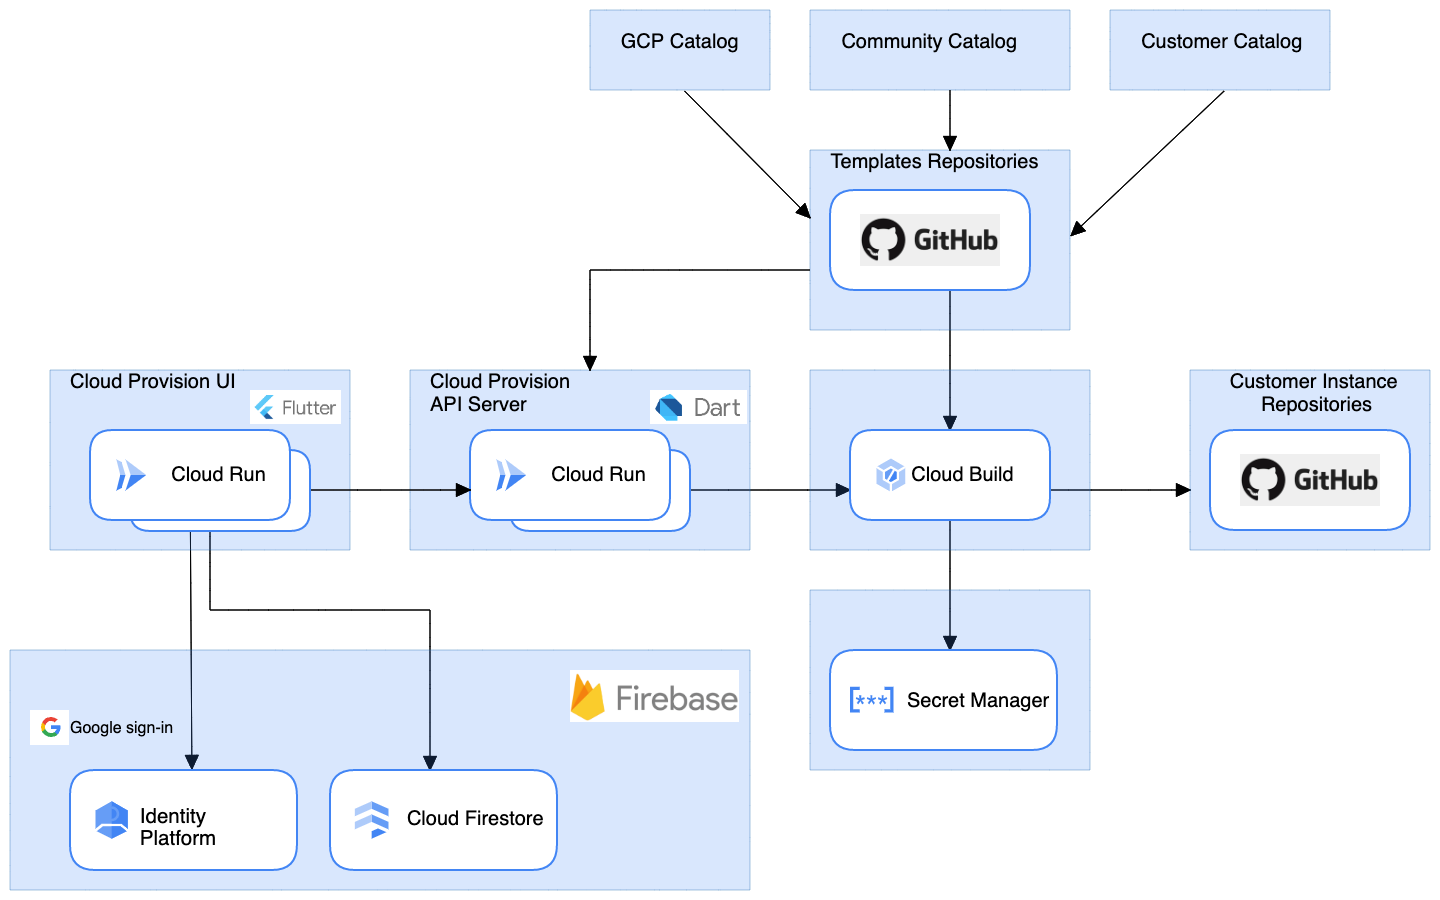 GCP Catalog
Community Catalog
Customer Catalog
Templates Repositories
GitHub
Cloud Provision UI
Flutter
Cloud Run
Cloud Provision
API Server
Dart
Cloud Run
Cloud Build
Customer Instance
Repositories
GitHub
Firebase
Google sign-in
Identity
Platform
Cloud Firestore
[***]
Secret Manager